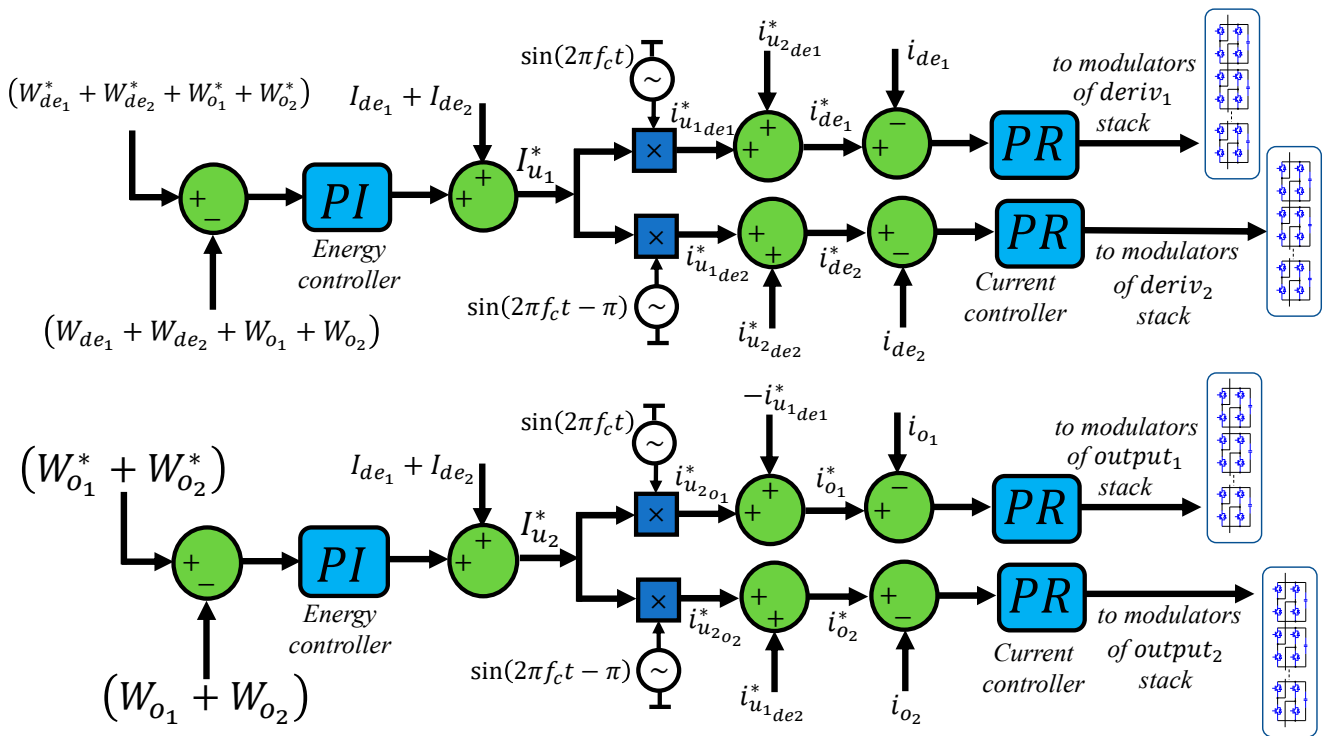 (W*de1 + W*de2 + W*o1 + W*o2)
+
−
(Wde1 + Wde2 + Wo1 + Wo2)
PI
Energy
controller
Ide1 + Ide2
+
+
I*u1
sin(2πfct)
~
×
i*u1de1
i*u2de1
+
+
i*de1
ide1
−
+
PR
to modulators
of deriv1
stack
×
i*u1de2
~
sin(2πfct − π)
+
+
i*u2de2
i*de2
+
−
ide2
PR
Current
controller
to modulators
of deriv2
stack
(W*o1 + W*o2)
+
−
(Wo1 + Wo2)
PI
Energy
controller
Ide1 + Ide2
+
+
I*u2
sin(2πfct)
~
×
i*u2o1
−i*u1de1
+
+
i*o1
io1
−
+
PR
to modulators
of output1
stack
×
i*u2o2
~
sin(2πfct − π)
+
+
i*u1de2
i*o2
+
−
io2
PR
Current
controller
to modulators
of output2
stack